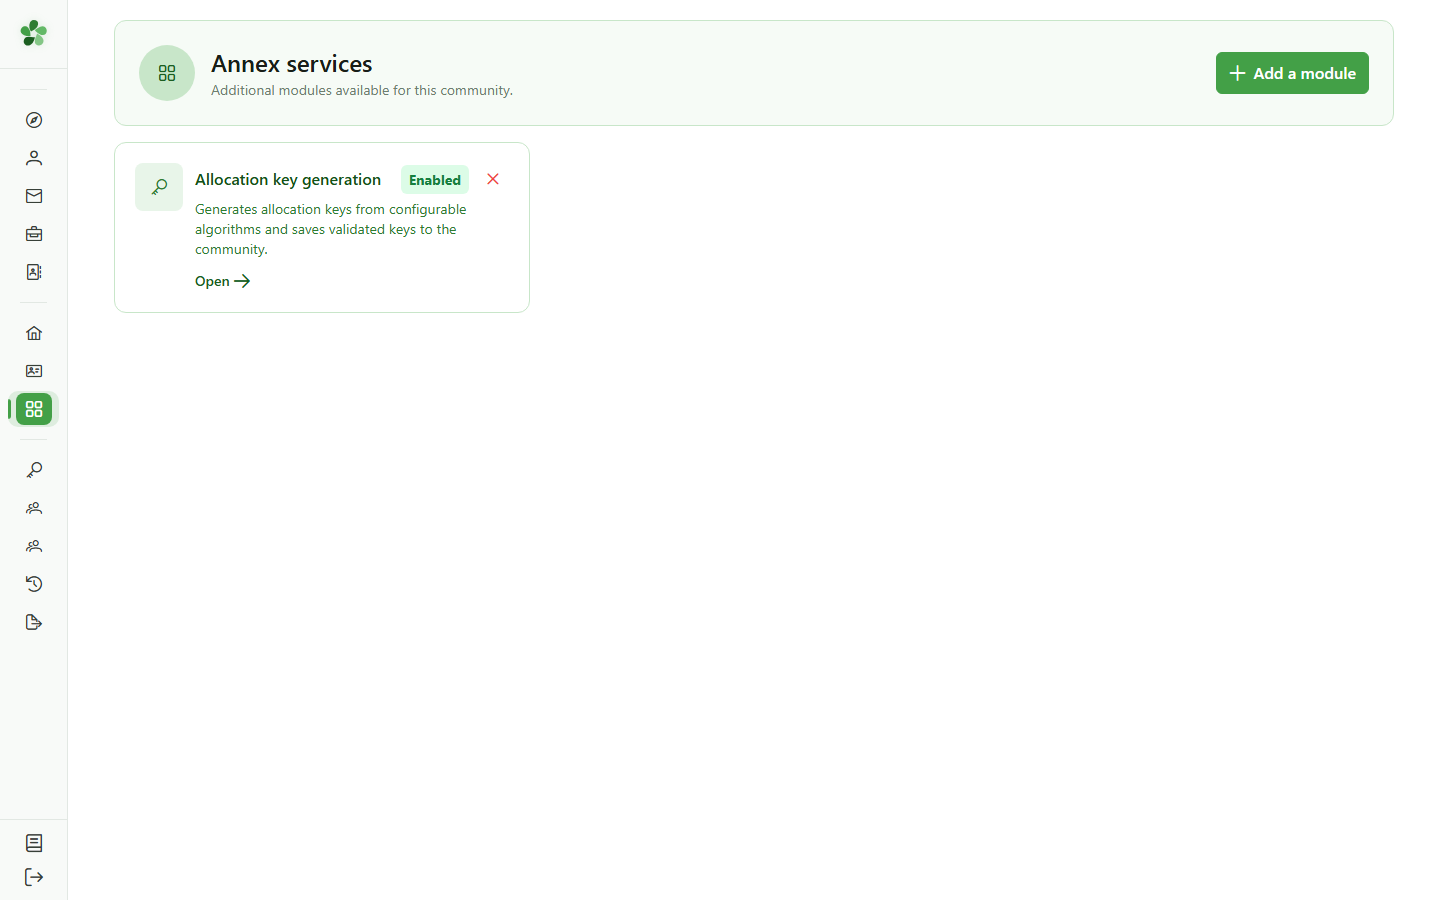 Annex services
Additional modules available for this community.
Add a module
Allocation key generation
Enabled
Generates allocation keys from configurable
algorithms and saves validated keys to the
community.
Open